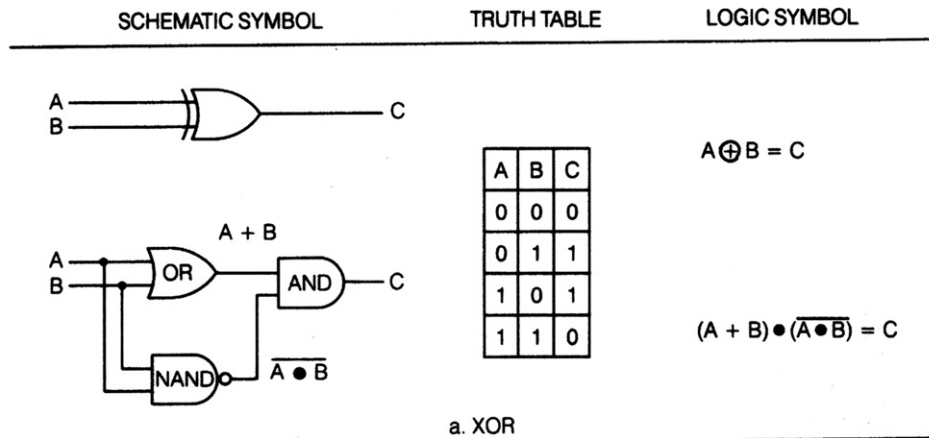 SCHEMATIC SYMBOL TRUTH TABLE LOGIC SYMBOL
A
B
C
A + B
A
B
OR
AND
C
NAND
A ● B
A B C
0 0 0
0 1 1
1 0 1
1 1 0
A ⊕ B = C
(A + B) ● (A ● B) = C
a. XOR